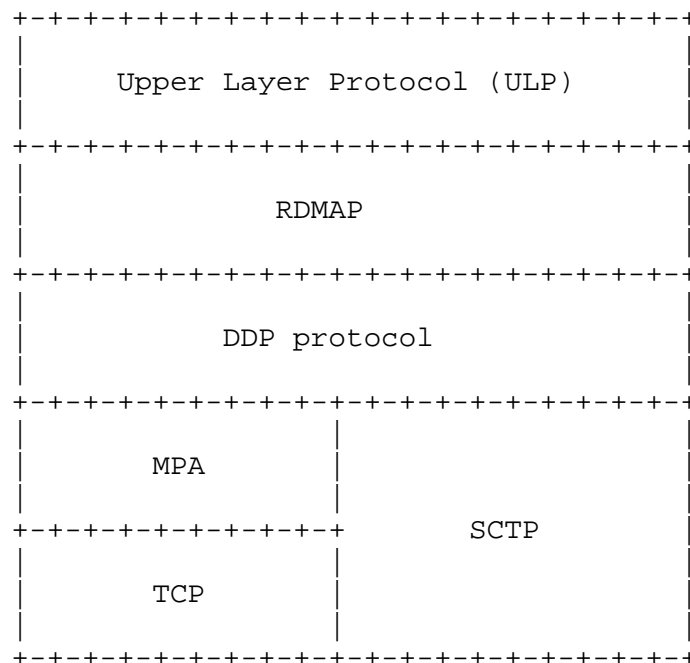 Upper Layer Protocol (ULP)
RDMAP
DDP protocol
MPA
SCTP
TCP